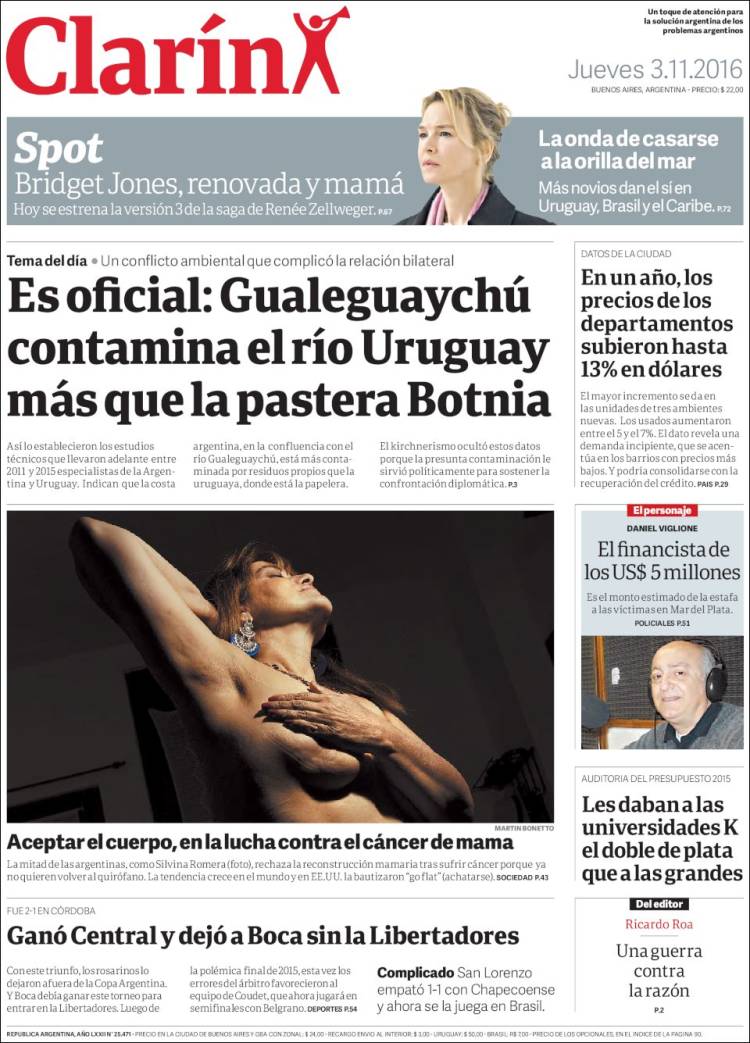 Clarín
Un toque de atención para
la solución argentina de los
problemas argentinos
Jueves 3.11.2016
BUENOS AIRES, ARGENTINA - PRECIO: $ 22,00
Spot
Bridget Jones, renovada y mamá
Hoy se estrena la versión 3 de la saga de Renée Zellweger. P.67
La onda de casarse
a la orilla del mar
Más novios dan el sí en
Uruguay, Brasil y el Caribe. P.72
Tema del día • Un conflicto ambiental que complicó la relación bilateral
Es oficial: Gualeguaychú
contamina el río Uruguay
más que la pastera Botnia
Así lo establecieron los estudios
técnicos que llevaron adelante entre
2011 y 2015 especialistas de la Argen-
tina y Uruguay. Indican que la costa
argentina, en la confluencia con el
río Gualeguaychú, está más conta-
minada por residuos propios que la
uruguaya, donde está la papelera.
El kirchnerismo ocultó estos datos
porque la presunta contaminación le
sirvió políticamente para sostener la
confrontación diplomática. P.3
DATOS DE LA CIUDAD
En un año, los
precios de los
departamentos
subieron hasta
13% en dólares
El mayor incremento se da en
las unidades de tres ambientes
nuevas. Los usados aumentaron
entre el 5 y el 7%. El dato revela una
demanda incipiente, que se acen-
túa en los barrios con precios más
bajos. Y podría consolidarse con la
recuperación del crédito. PAIS P.29
El personaje
DANIEL VIGLIONE
El financista de
los US$ 5 millones
Es el monto estimado de la estafa
a las víctimas en Mar del Plata.
POLICIALES P.51
MARTIN BONETTO
Aceptar el cuerpo, en la lucha contra el cáncer de mama
La mitad de las argentinas, como Silvina Romera (foto), rechaza la reconstrucción mamaria tras sufrir cáncer porque ya
no quieren volver al quirófano. La tendencia crece en el mundo y en EE.UU. la bautizaron "go flat" (achatarse). SOCIEDAD P.43
AUDITORIA DEL PRESUPUESTO 2015
Les daban a las
universidades K
el doble de plata
que a las grandes
FUE 2-1 EN CÓRDOBA
Ganó Central y dejó a Boca sin la Libertadores
Con este triunfo, los rosarinos lo
dejaron afuera de la Copa Argentina.
Y Boca debía ganar este torneo para
entrar en la Libertadores. Luego de
la polémica final de 2015, esta vez los
errores del árbitro favorecieron al
equipo de Coudet, que ahora jugará en
semifinales con Belgrano. DEPORTES P.54
Complicado San Lorenzo
empató 1-1 con Chapecoense
y ahora se la juega en Brasil.
Del editor
Ricardo Roa
Una guerra
contra
la razón
P.2
REPUBLICA ARGENTINA, AÑO LXXII N° 25.471 - PRECIO EN LA CIUDAD DE BUENOS AIRES Y GBA CON ZONAL: $ 24,00 - RECARGO ENVIO AL INTERIOR: $ 3,00 - URUGUAY: $ 50,00 - BRASIL: R$ 7,00 - PRECIO DE LOS OPCIONALES, EN EL INDICE DE LA PAGINA 90.